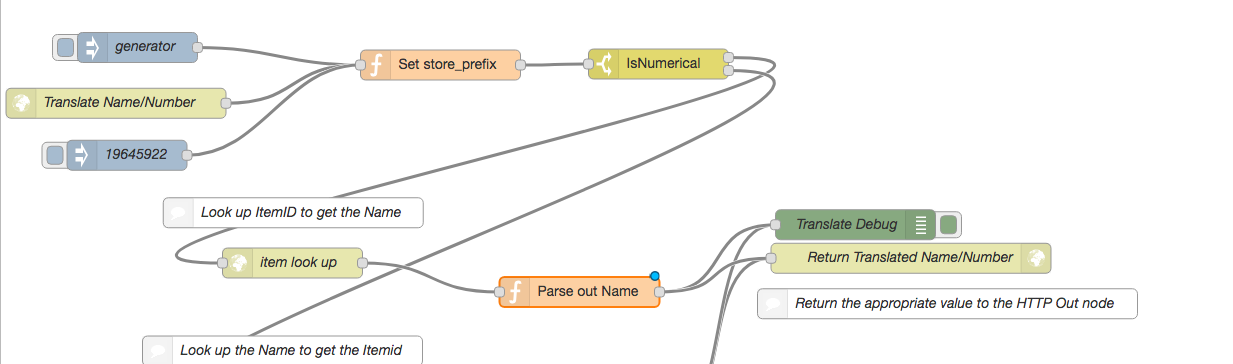 generator
Set store_prefix
IsNumerical
Translate Name/Number
19645922
Look up ItemID to get the Name
Translate Debug
item look up
Return Translated Name/Number
Parse out Name
Return the appropriate value to the HTTP Out node
Look up the Name to get the Itemid